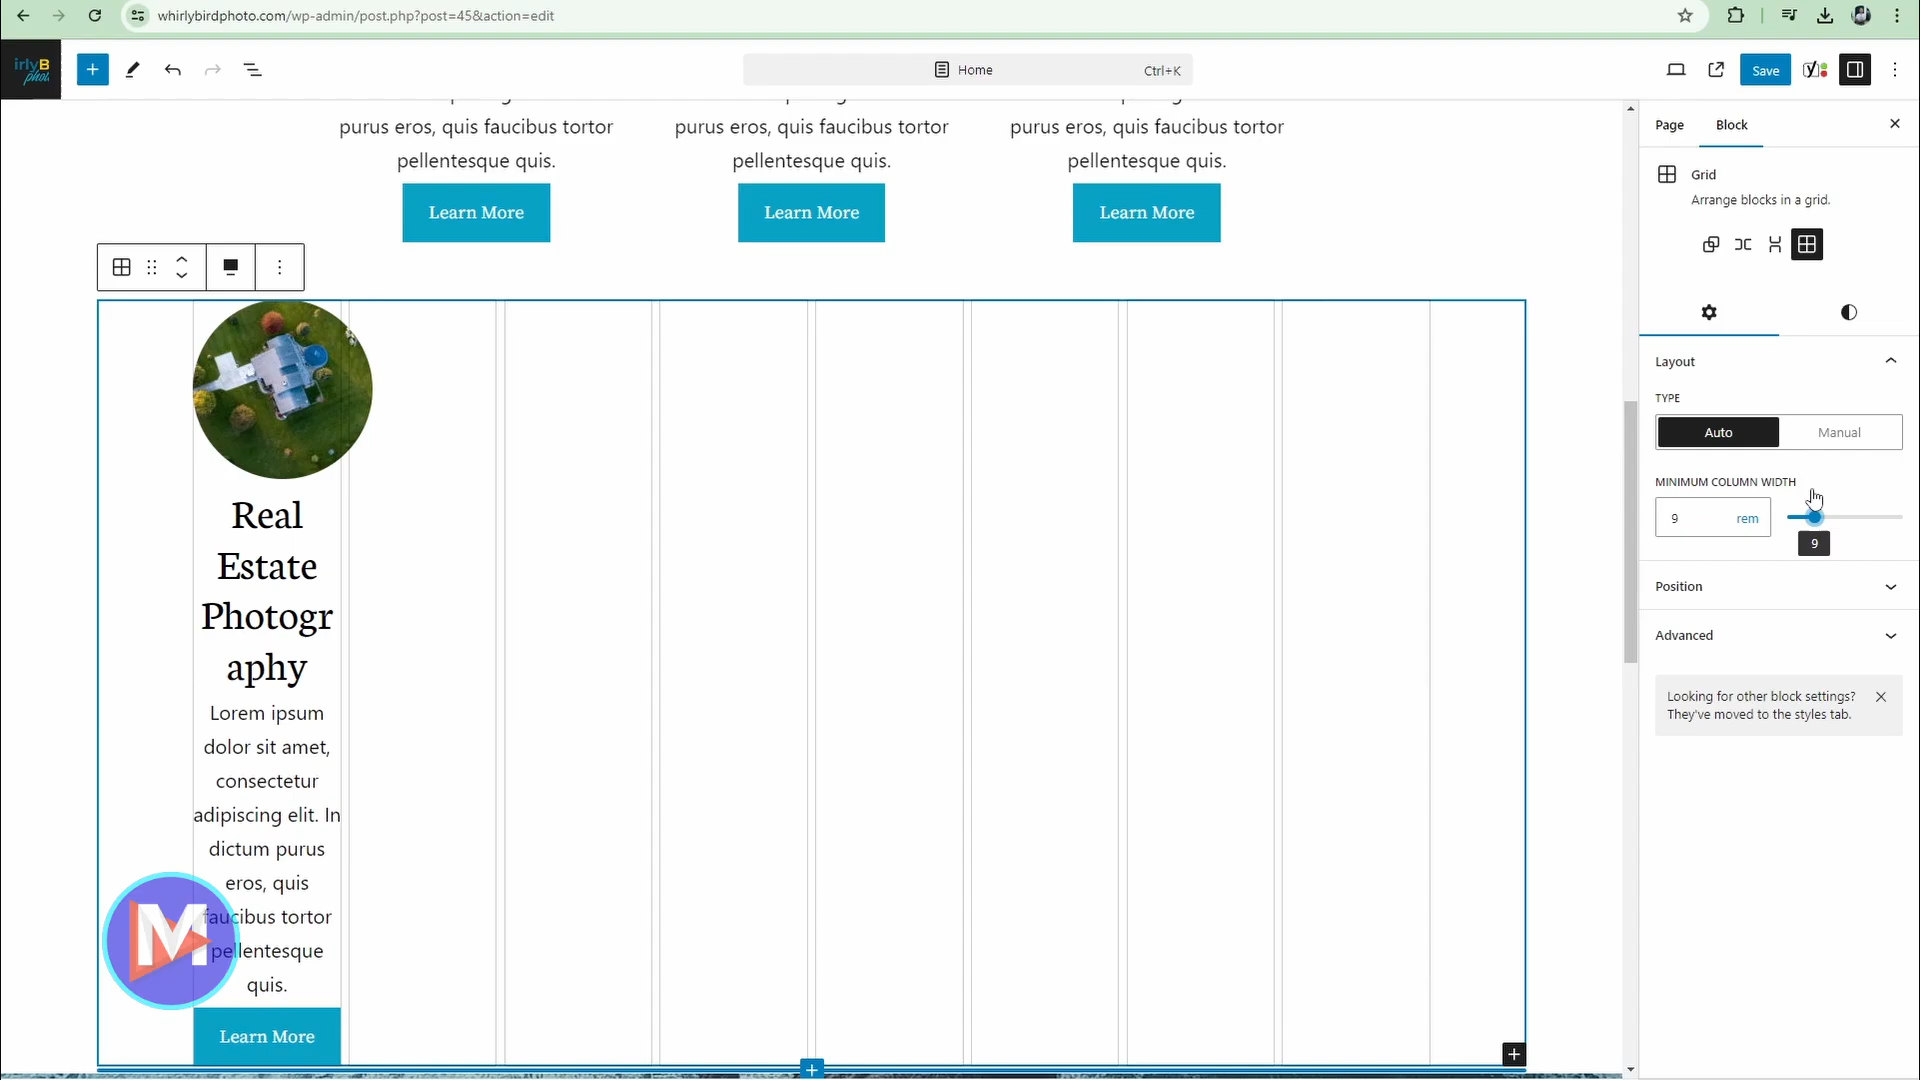 whirlybirdphoto.com/wp-admin/post.php?post=45&action=edit
irlyB
phot
Home
Ctrl+K
Save
purus eros, quis faucibus tortor
pellentesque quis.
Learn More
purus eros, quis faucibus tortor
pellentesque quis.
Learn More
purus eros, quis faucibus tortor
pellentesque quis.
Learn More
Real
Estate
Photogr
aphy
Lorem ipsum
dolor sit amet,
consectetur
adipiscing elit. In
dictum purus
eros, quis
faucibus tortor
pellentesque
quis.
Learn More
M
Page
Block
Grid
Arrange blocks in a grid.
Layout
TYPE
Auto
Manual
MINIMUM COLUMN WIDTH
9
rem
9
Position
Advanced
Looking for other block settings?
They've moved to the styles tab.